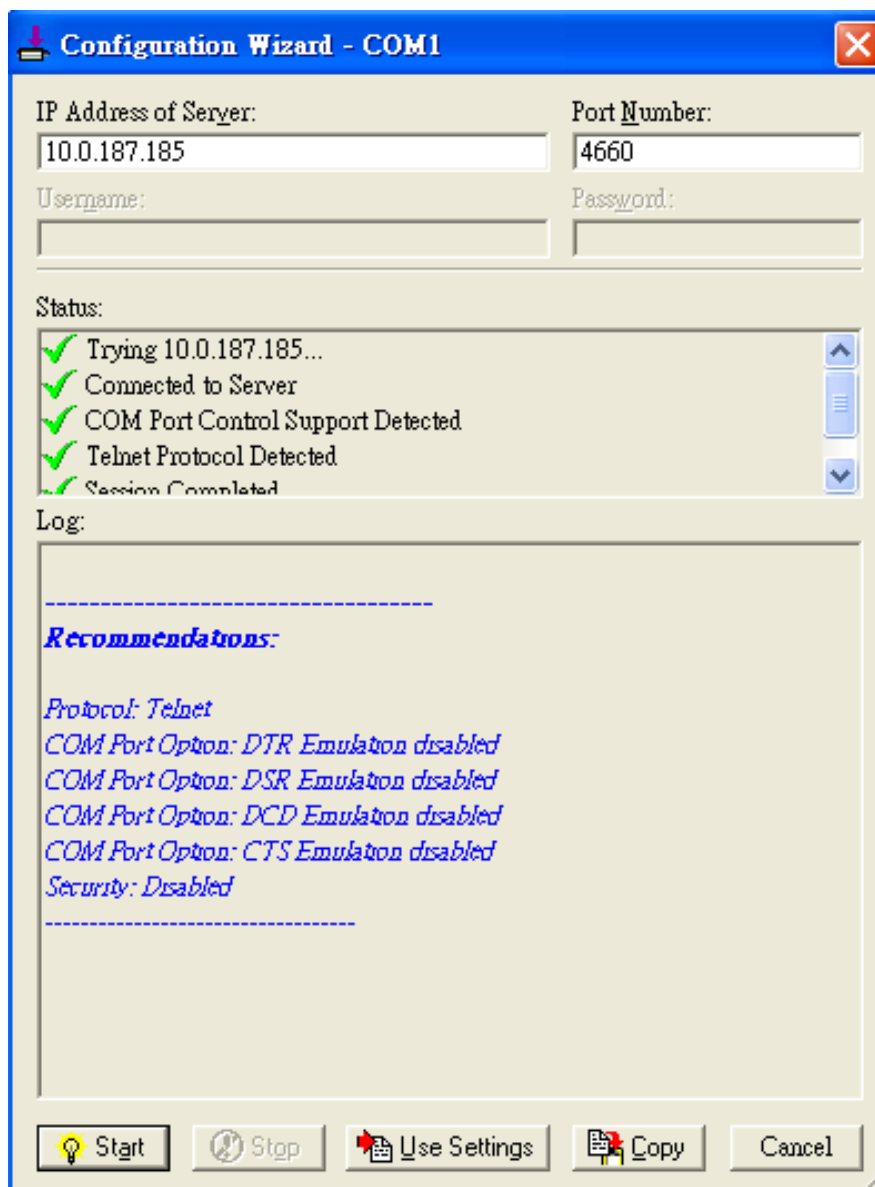 Configuration Wizard - COM1
IP Address of Server: Port Number:
10.0.187.185 4660
Username: Password:
Status:
Trying 10.0.187.185...
Connected to Server
COM Port Control Support Detected
Telnet Protocol Detected
Session Completed
Log:
------------------------------------
Recommendations:
Protocol: Telnet
COM Port Option: DTR Emulation disabled
COM Port Option: DSR Emulation disabled
COM Port Option: DCD Emulation disabled
COM Port Option: CTS Emulation disabled
Security: Disabled
---------------------------------
Start Stop Use Settings Copy Cancel